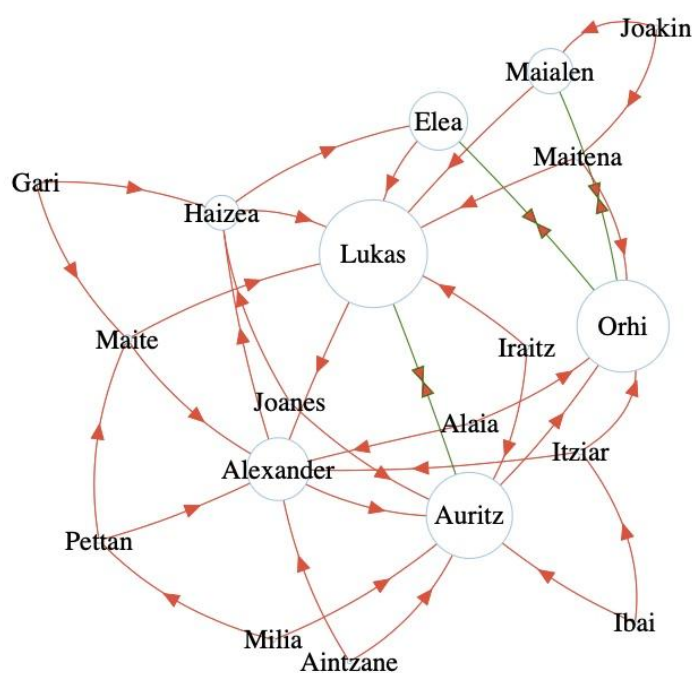 Joakin
Maialen
Elea
Maitena
Gari
Haizea
Lukas
Orhi
Maite
Iraitz
Joanes
Alaia
Itziar
Alexander
Auritz
Pettan
Ibai
Milia
Aintzane